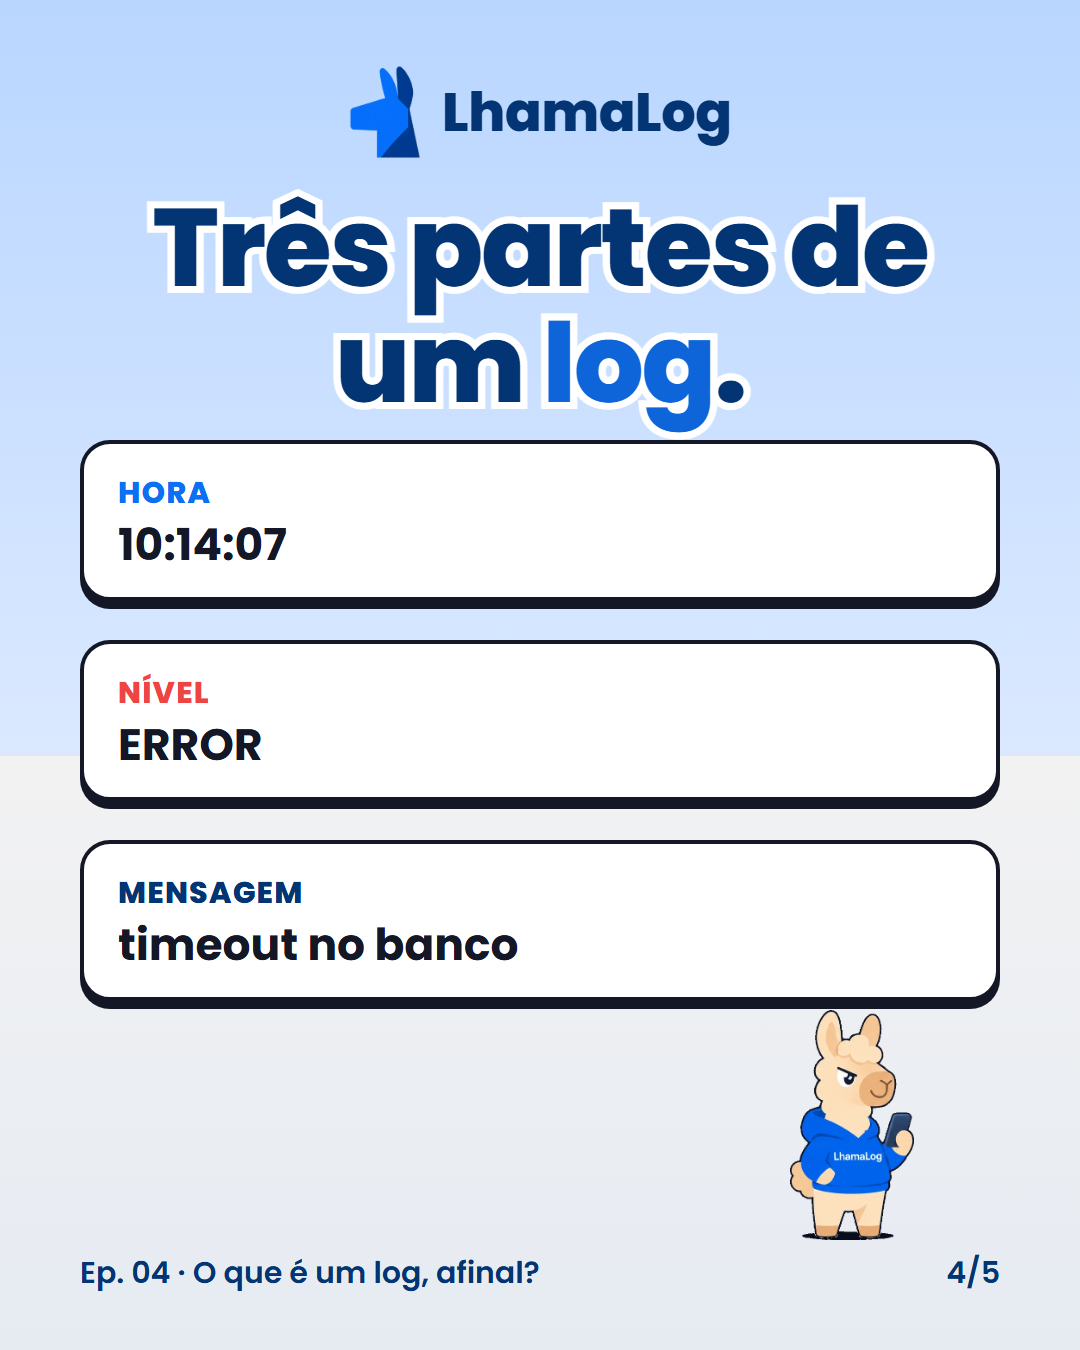 LhamaLog
Três partes de
um log.
HORA
10:14:07
NÍVEL
ERROR
MENSAGEM
timeout no banco
LhamaLog
Ep. 04 · O que é um log, afinal?
4/5